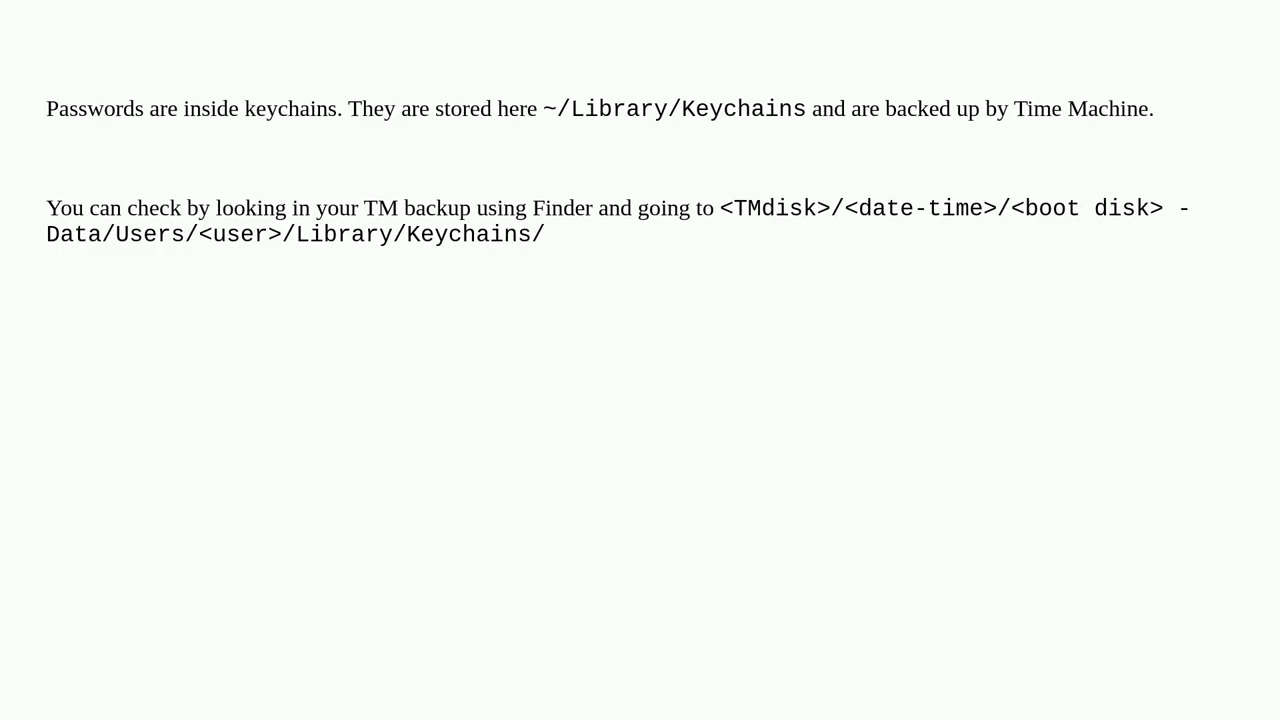 Passwords are inside keychains. They are stored here ~/Library/Keychains and are backed up by Time Machine.
You can check by looking in your TM backup using Finder and going to <TMdisk>/<date-time>/<boot disk> -
Data/Users/<user>/Library/Keychains/